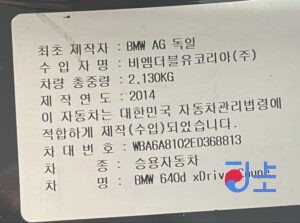 최초 제작자 : BMW AG 독일
수 입 자 명 : 비엠더블유코리아(주)
차량 총중량 : 2,130KG
제 작 연 도 : 2014
이 자동차는 대한민국 자동차관리법령에
적합하게 제작(수입)되었습니다.
차 대 번 호 : WBA6A8102ED368813
차 종 : 승용자동차
차 명 : BMW 640d xDrive Coupe